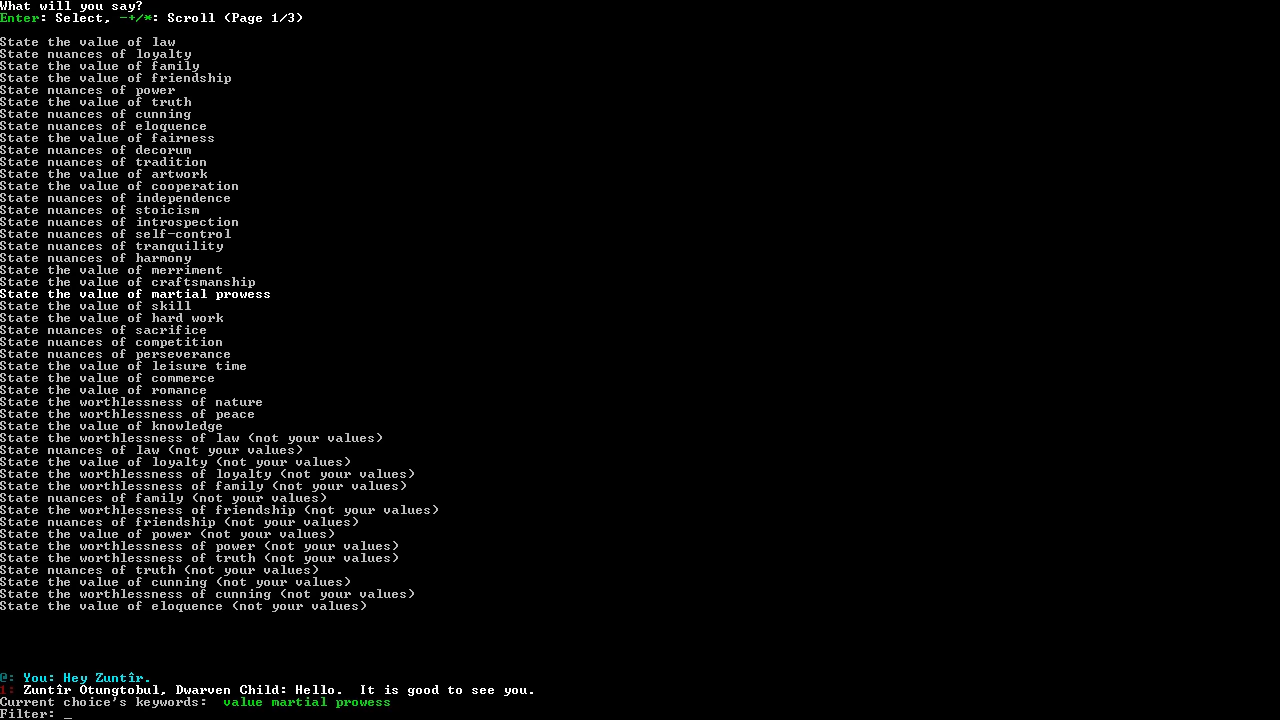 What will you say?
Enter: Select, -+/*: Scroll (Page 1/3)
State the value of law
State nuances of loyalty
State the value of family
State the value of friendship
State nuances of power
State the value of truth
State nuances of cunning
State nuances of eloquence
State the value of fairness
State nuances of decorum
State nuances of tradition
State the value of artwork
State the value of cooperation
State nuances of independence
State nuances of stoicism
State nuances of introspection
State nuances of self-control
State nuances of tranquility
State nuances of harmony
State the value of merriment
State the value of craftsmanship
State the value of martial prowess
State the value of skill
State the value of hard work
State nuances of sacrifice
State nuances of competition
State nuances of perseverance
State the value of leisure time
State the value of commerce
State the value of romance
State the worthlessness of nature
State the worthlessness of peace
State the value of knowledge
State the worthlessness of law (not your values)
State nuances of law (not your values)
State the value of loyalty (not your values)
State the worthlessness of loyalty (not your values)
State the worthlessness of family (not your values)
State nuances of family (not your values)
State the worthlessness of friendship (not your values)
State nuances of friendship (not your values)
State the value of power (not your values)
State the worthlessness of power (not your values)
State the worthlessness of truth (not your values)
State nuances of truth (not your values)
State the value of cunning (not your values)
State the worthlessness of cunning (not your values)
State the value of eloquence (not your values)
@: You: Hey Zuntîr.
1: Zuntîr Otungtobul, Dwarven Child: Hello.  It is good to see you.
Current choice's keywords:  value martial prowess
Filter: _